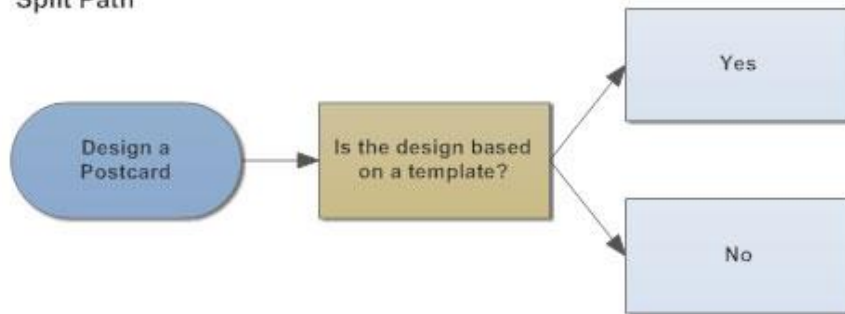 Split Path
Design a
Postcard
Is the design based
on a template?
Yes
No